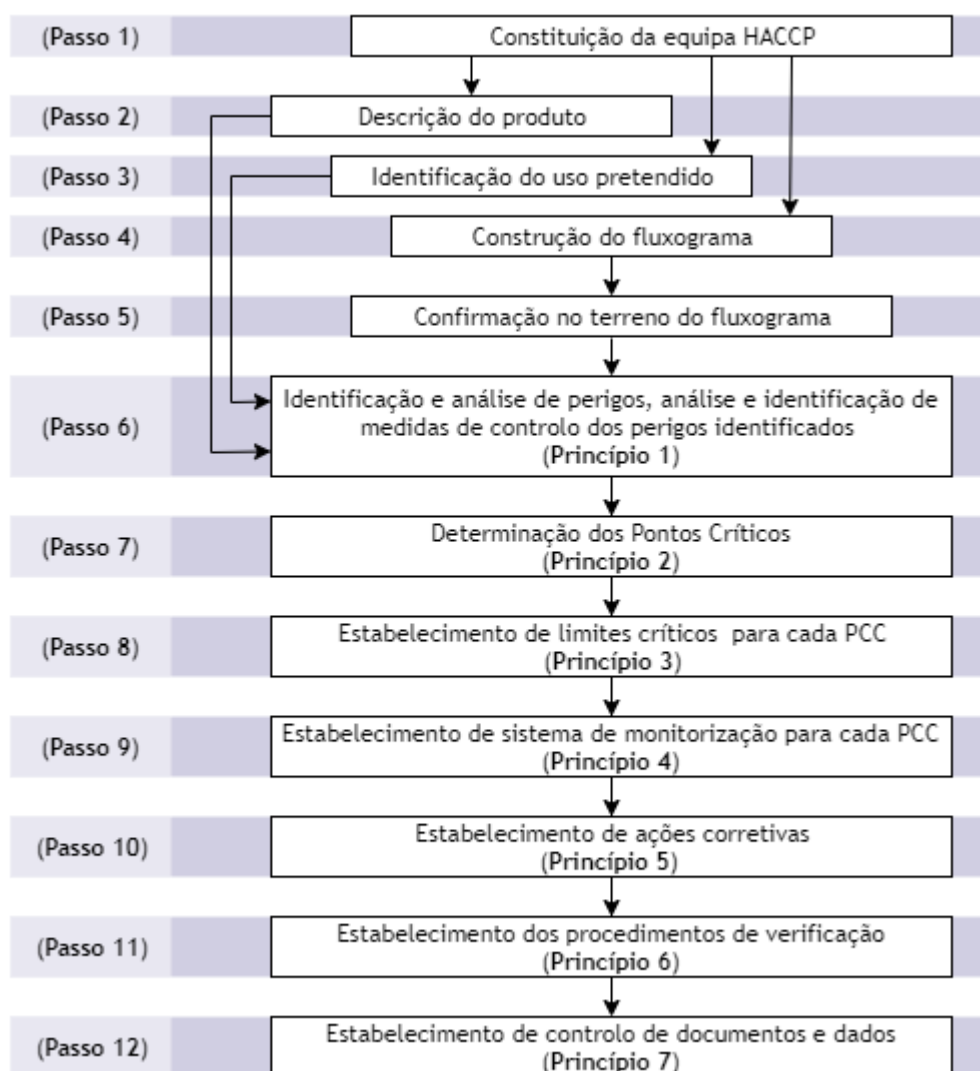 (Passo 1) Constituição da equipa HACCP
(Passo 2) Descrição do produto
(Passo 3) Identificação do uso pretendido
(Passo 4) Construção do fluxograma
(Passo 5) Confirmação no terreno do fluxograma
(Passo 6)
Identificação e análise de perigos, análise e identificação de
medidas de controlo dos perigos identificados
(Princípio 1)
(Passo 7)
Determinação dos Pontos Críticos
(Princípio 2)
(Passo 8)
Estabelecimento de limites críticos para cada PCC
(Princípio 3)
(Passo 9)
Estabelecimento de sistema de monitorização para cada PCC
(Princípio 4)
(Passo 10)
Estabelecimento de ações corretivas
(Princípio 5)
(Passo 11)
Estabelecimento dos procedimentos de verificação
(Princípio 6)
(Passo 12)
Estabelecimento de controlo de documentos e dados
(Princípio 7)